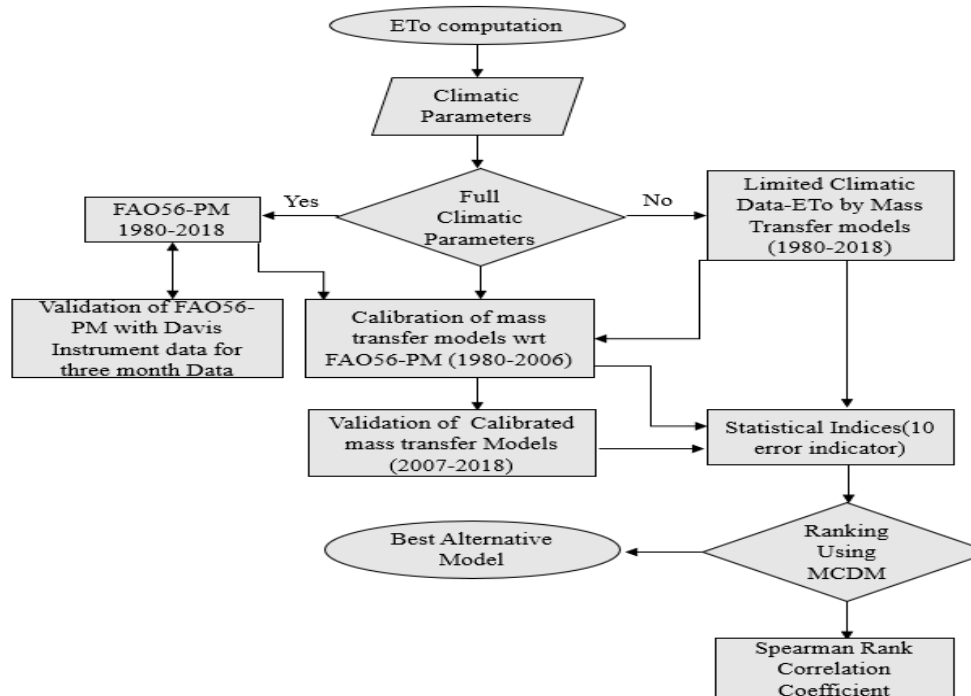 ETo computation
Climatic
Parameters
Full
Climatic
Parameters
Yes
No
FAO56-PM
1980-2018
Limited Climatic
Data-ETo by Mass
Transfer models
(1980-2018)
Validation of FAO56-
PM with Davis
Instrument data for
three month Data
Calibration of mass
transfer models wrt
FAO56-PM (1980-2006)
Validation of Calibrated
mass transfer Models
(2007-2018)
Statistical Indices(10
error indicator)
Best Alternative
Model
Ranking
Using
MCDM
Spearman Rank
Correlation
Coefficient